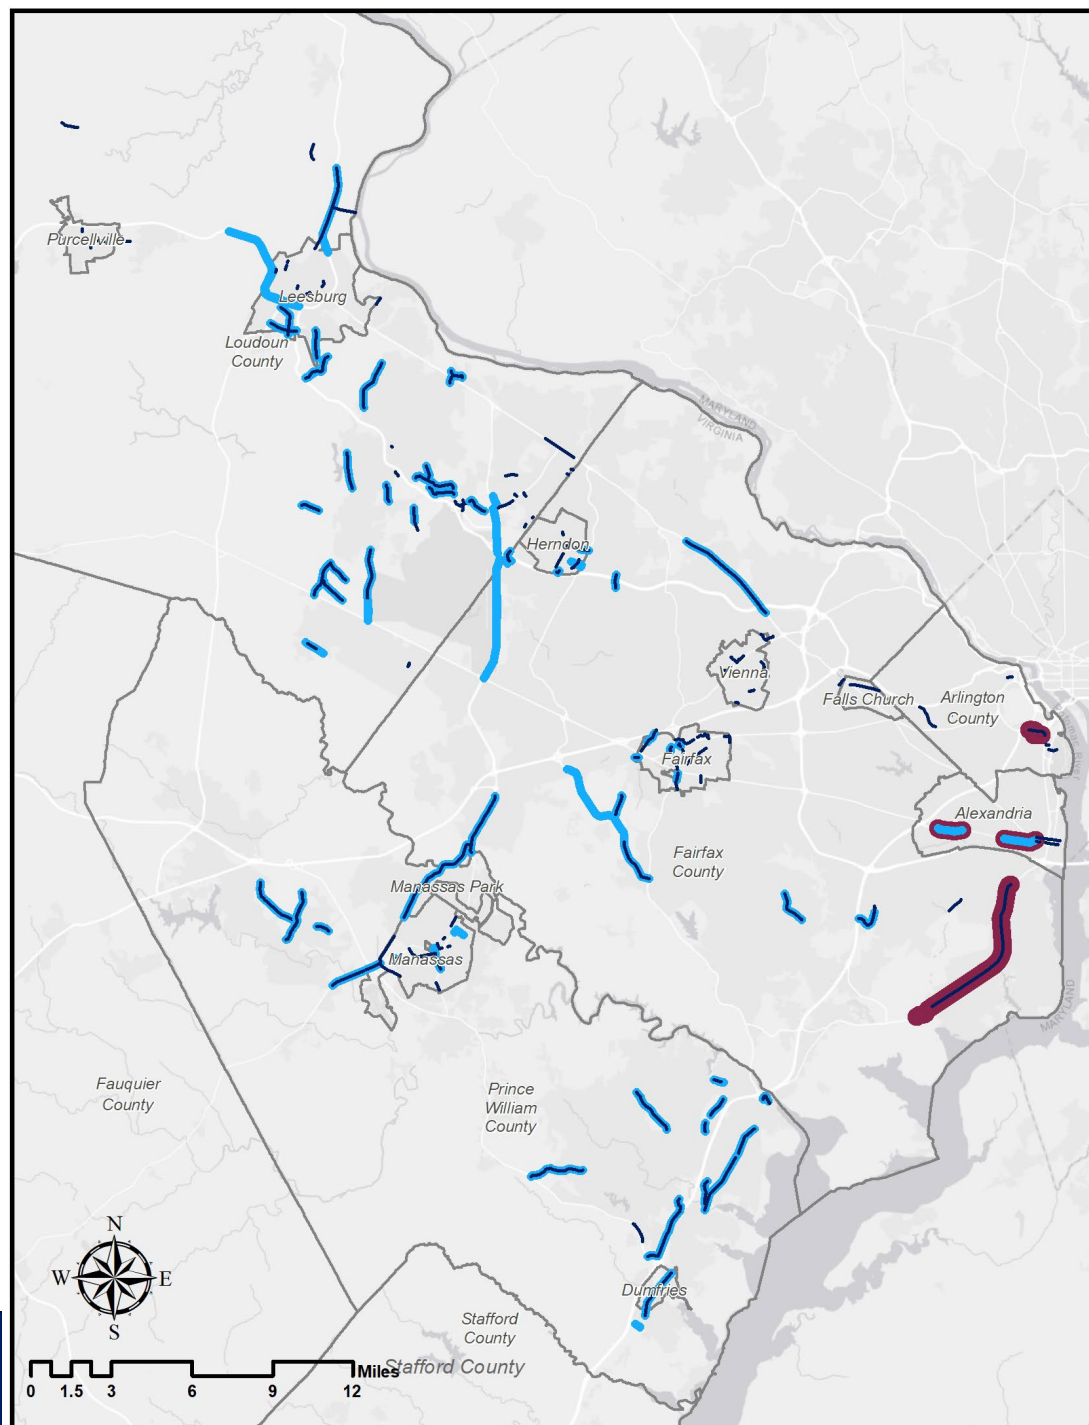 Purcellville
Leesburg
Loudoun
County
MARYLAND
VIRGINIA
Herndon
Vienna
Falls Church
Arlington
County
Fairfax
Alexandria
Fairfax
County
Manassas Park
Manassas
MARYLAND
Fauquier
County
Prince
William
County
N
W
E
S
Dumfries
Stafford
County
Stafford County
Miles
0 1.5 3 6 9 12